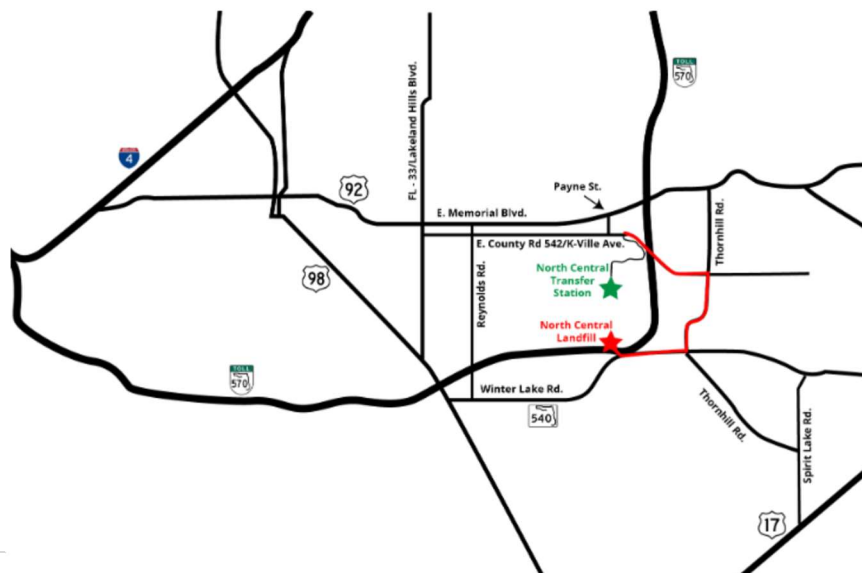 TOLL
570
FL - 33/Lakeland Hills Blvd.
4
92
Payne St.
E. Memorial Blvd.
Thornhill Rd.
E. County Rd 542/K-Ville Ave.
98
Reynolds Rd.
North Central
Transfer
Station
North Central
Landfill
TOLL
570
Winter Lake Rd.
540
Thornhill Rd.
Spirit Lake Rd.
17